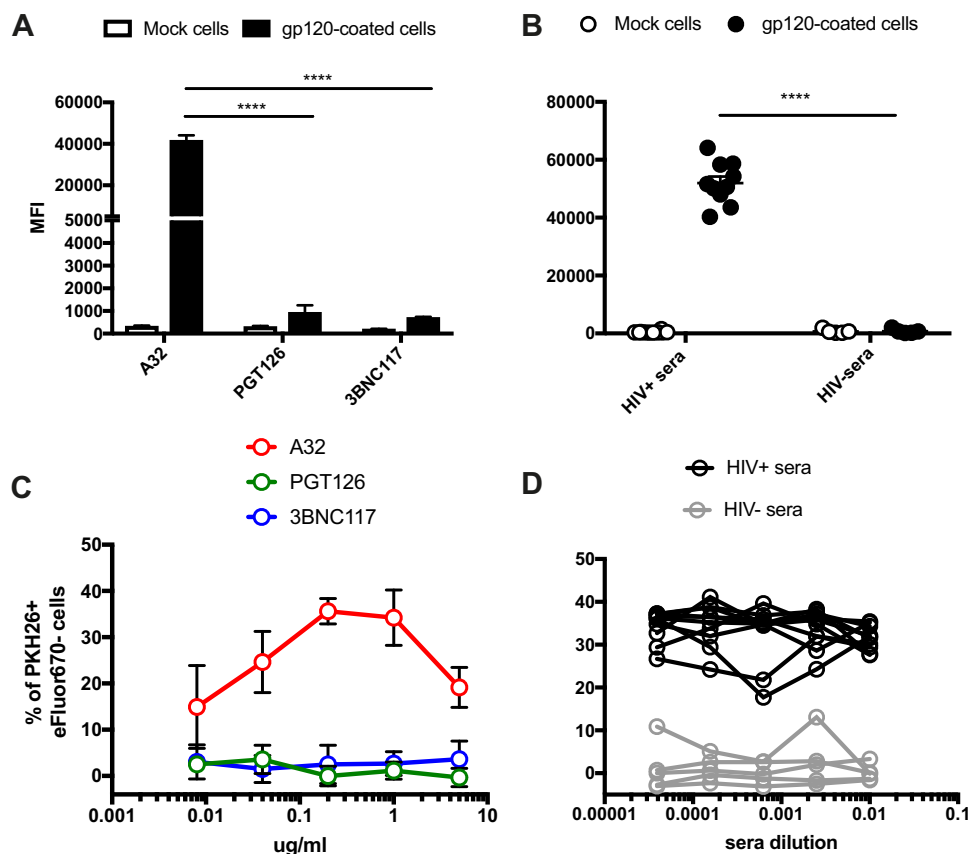 A
Mock cells
gp120-coated cells
****
****
60000
40000
20000
5000
4000
3000
2000
1000
0
MFI
A32
PGT126
3BNC117
B
Mock cells
gp120-coated cells
****
80000
60000
40000
20000
0
HIV+ sera
HIV-sera
C
A32
PGT126
3BNC117
50
40
30
20
10
0
% of PKH26+
eFluor670- cells
0.001
0.01
0.1
1
10
ug/ml
D
HIV+ sera
HIV- sera
50
40
30
20
10
0
0.00001
0.0001
0.001
0.01
0.1
sera dilution